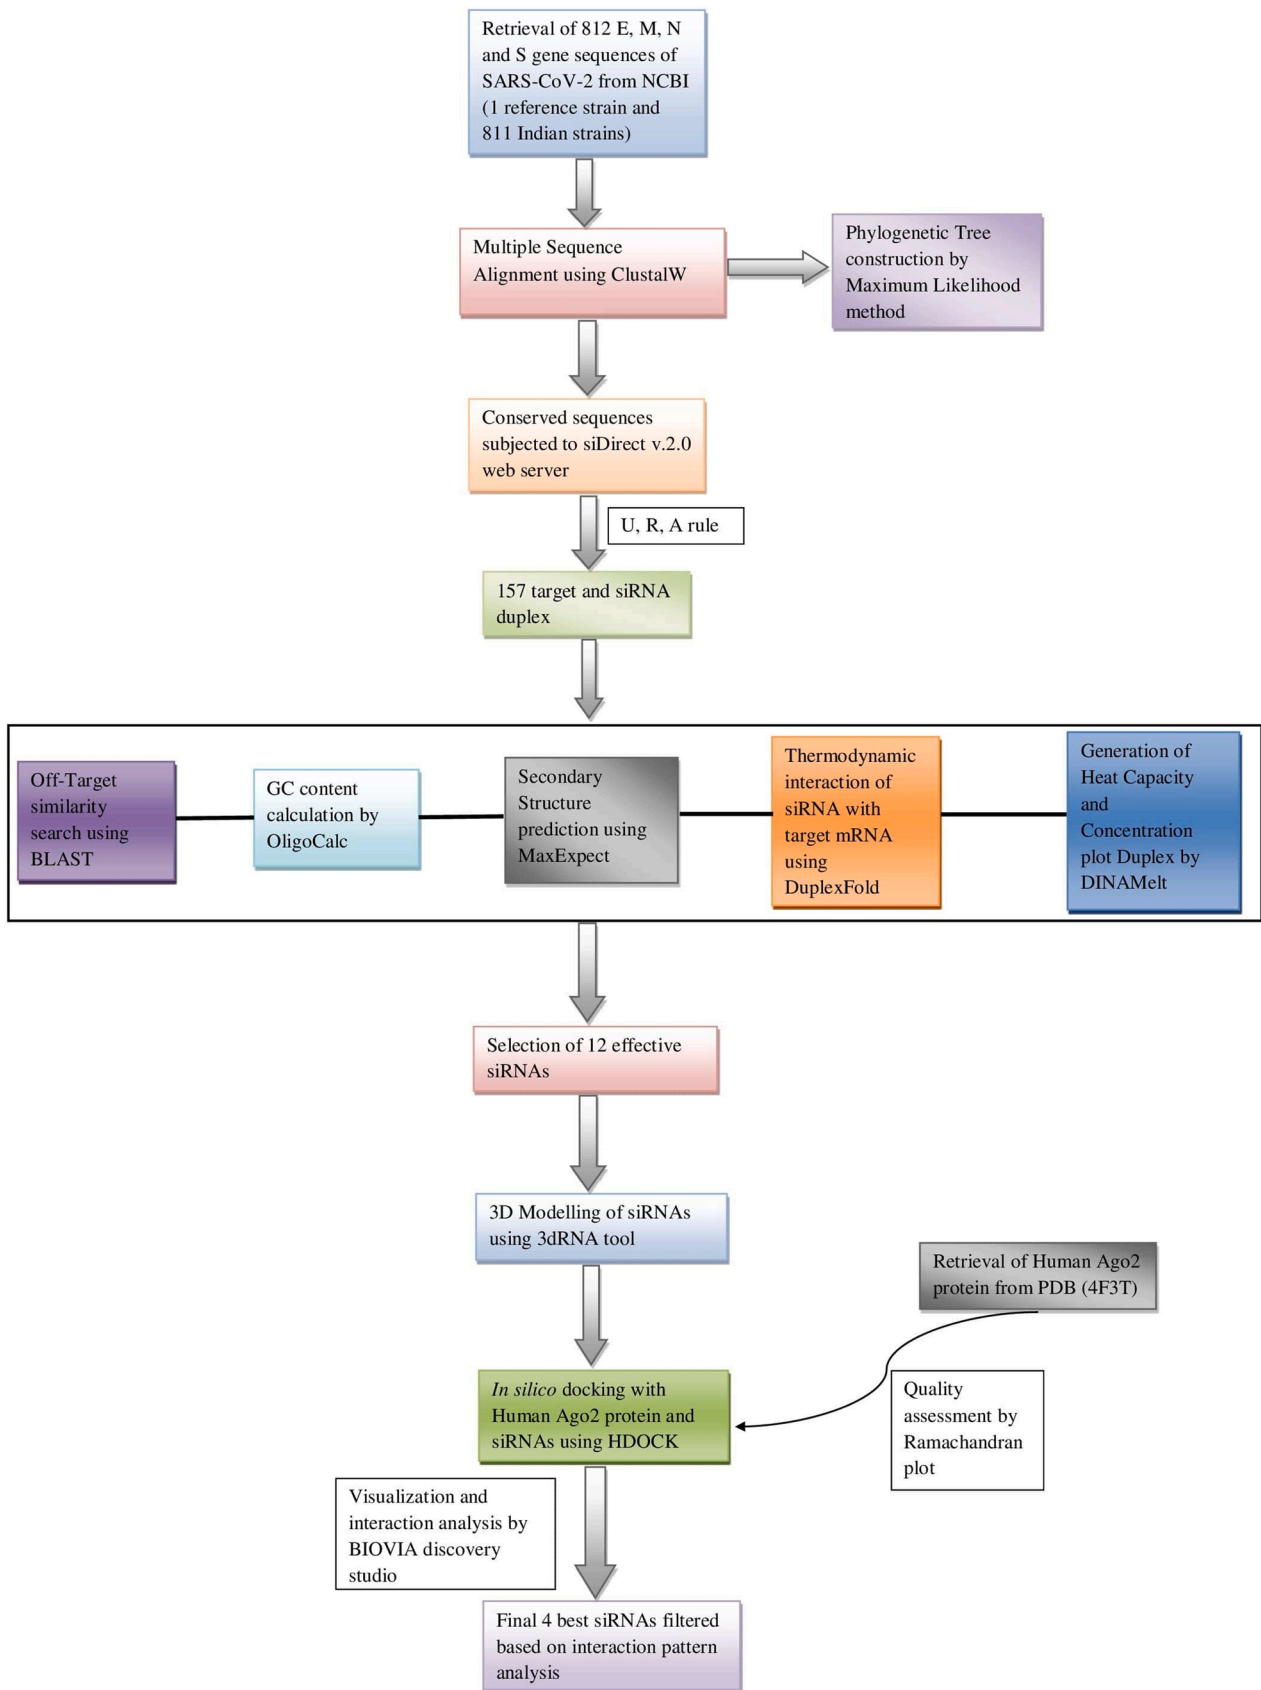 Retrieval of 812 E, M, N
and S gene sequences of
SARS-CoV-2 from NCBI
(1 reference strain and
811 Indian strains)
Multiple Sequence
Alignment using ClustalW
Phylogenetic Tree
construction by
Maximum Likelihood
method
Conserved sequences
subjected to siDirect v.2.0
web server
U, R, A rule
157 target and siRNA
duplex
Off-Target
similarity
search using
BLAST
GC content
calculation by
OligoCalc
Secondary
Structure
prediction using
MaxExpect
Thermodynamic
interaction of
siRNA with
target mRNA
using
DuplexFold
Generation of
Heat Capacity
and
Concentration
plot Duplex by
DINAMelt
Selection of 12 effective
siRNAs
3D Modelling of siRNAs
using 3dRNA tool
Retrieval of Human Ago2
protein from PDB (4F3T)
In silico docking with
Human Ago2 protein and
siRNAs using HDOCK
Quality
assessment by
Ramachandran
plot
Visualization and
interaction analysis by
BIOVIA discovery
studio
Final 4 best siRNAs filtered
based on interaction pattern
analysis